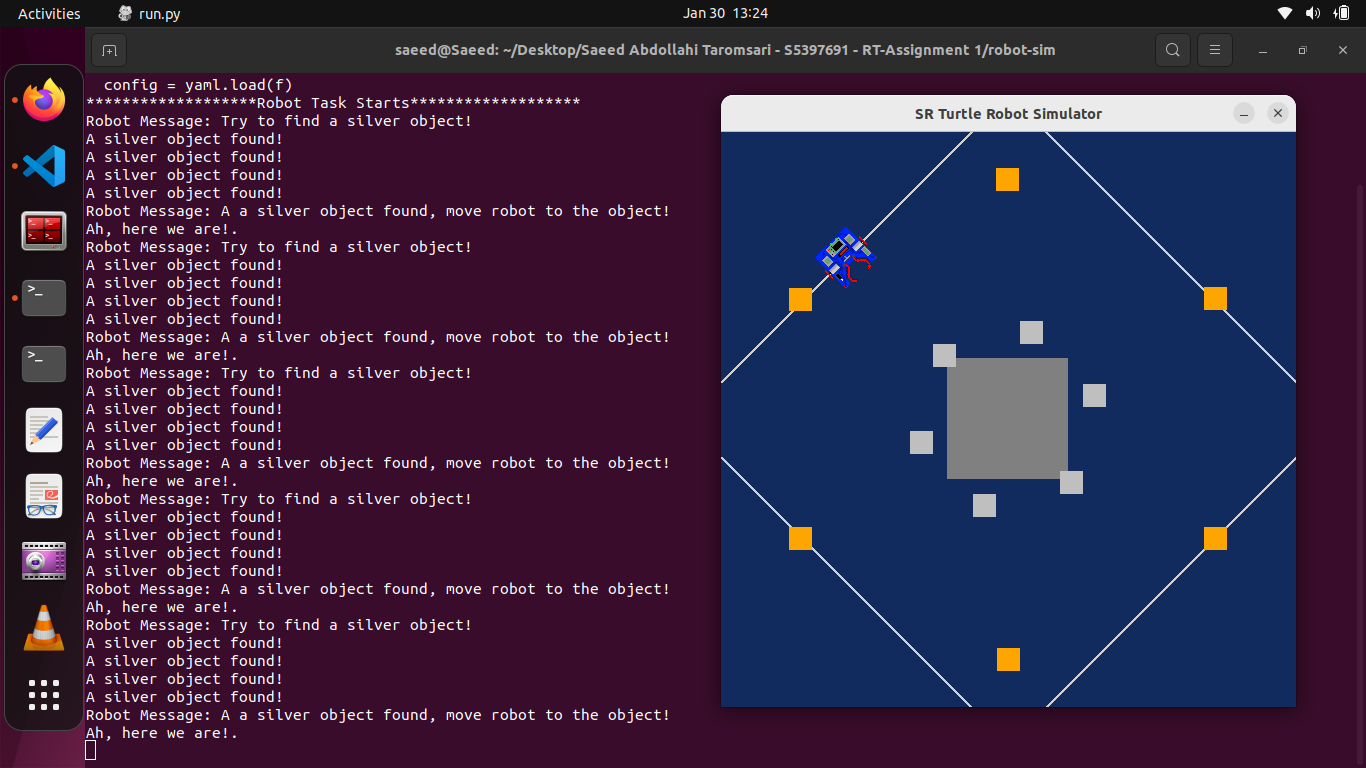 Activities
run.py
Jan 30 13:24
saeed@Saeed: ~/Desktop/Saeed Abdollahi Taromsari - S5397691 - RT-Assignment 1/robot-sim
config = yaml.load(f)
*******************Robot Task Starts*******************
Robot Message: Try to find a silver object!
A silver object found!
A silver object found!
A silver object found!
A silver object found!
Robot Message: A a silver object found, move robot to the object!
Ah, here we are!.
Robot Message: Try to find a silver object!
A silver object found!
A silver object found!
A silver object found!
A silver object found!
Robot Message: A a silver object found, move robot to the object!
Ah, here we are!.
Robot Message: Try to find a silver object!
A silver object found!
A silver object found!
A silver object found!
A silver object found!
Robot Message: A a silver object found, move robot to the object!
Ah, here we are!.
Robot Message: Try to find a silver object!
A silver object found!
A silver object found!
A silver object found!
A silver object found!
Robot Message: A a silver object found, move robot to the object!
Ah, here we are!.
Robot Message: Try to find a silver object!
A silver object found!
A silver object found!
A silver object found!
A silver object found!
Robot Message: A a silver object found, move robot to the object!
Ah, here we are!.
SR Turtle Robot Simulator